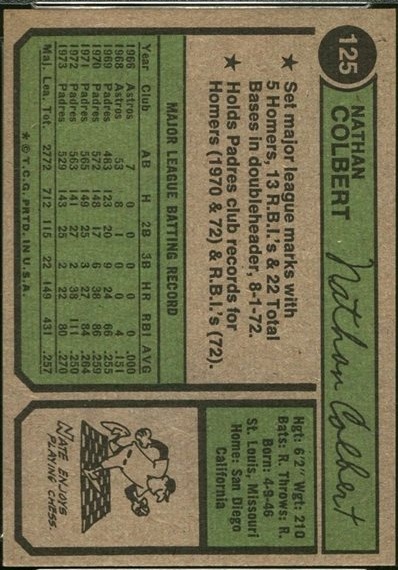 125
NATHAN
COLBERT
Nathan Colbert
★ Set major league marks with
5 Homers, 13 R.B.I.'s & 22 Total
Bases in doubleheader, 8-1-72.
★ Holds Padres club records for
Homers (1970 & 72) & R.B.I.'s (72).
Hgt: 6'2" Wgt: 210
Bats: R. Throws: R.
Born: 4-9-46
St. Louis, Missouri
Home: San Diego
California
MAJOR LEAGUE BATTING RECORD
Year Club AB H 2B 3B HR RBI AVG
1966 Astros 7 0 0 0 0 0 .000
1968 Astros 53 8 1 0 0 4 .151
1969 Padres 483 123 20 9 24 66 .255
1970 Padres 572 148 17 6 38 86 .259
1971 Padres 565 149 25 3 27 84 .264
1972 Padres 563 141 27 2 38 111 .250
1973 Padres 529 143 25 2 22 80 .270
Maj. Lea. Tot. 2772 712 115 22 149 431 .257
★ © T.C.G. PRTD. IN U.S.A.
NATE ENJOYS
PLAYING CHESS.